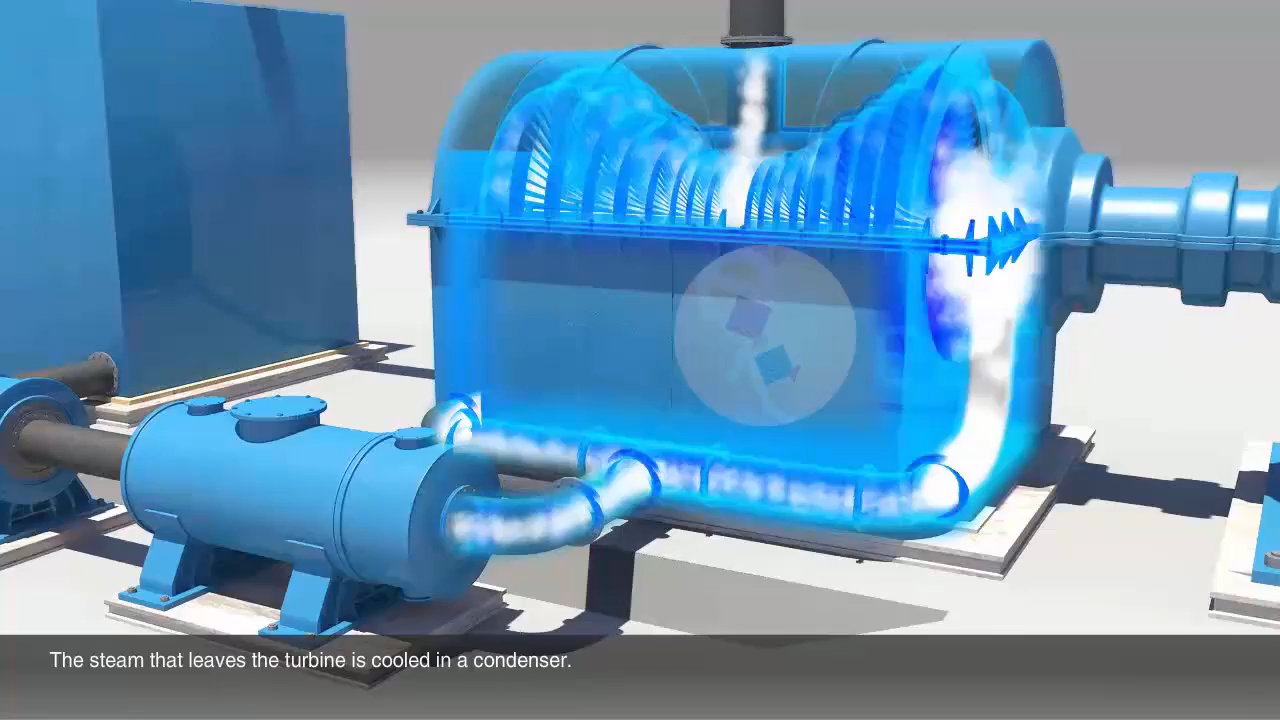 The steam that leaves the turbine is cooled in a condenser.